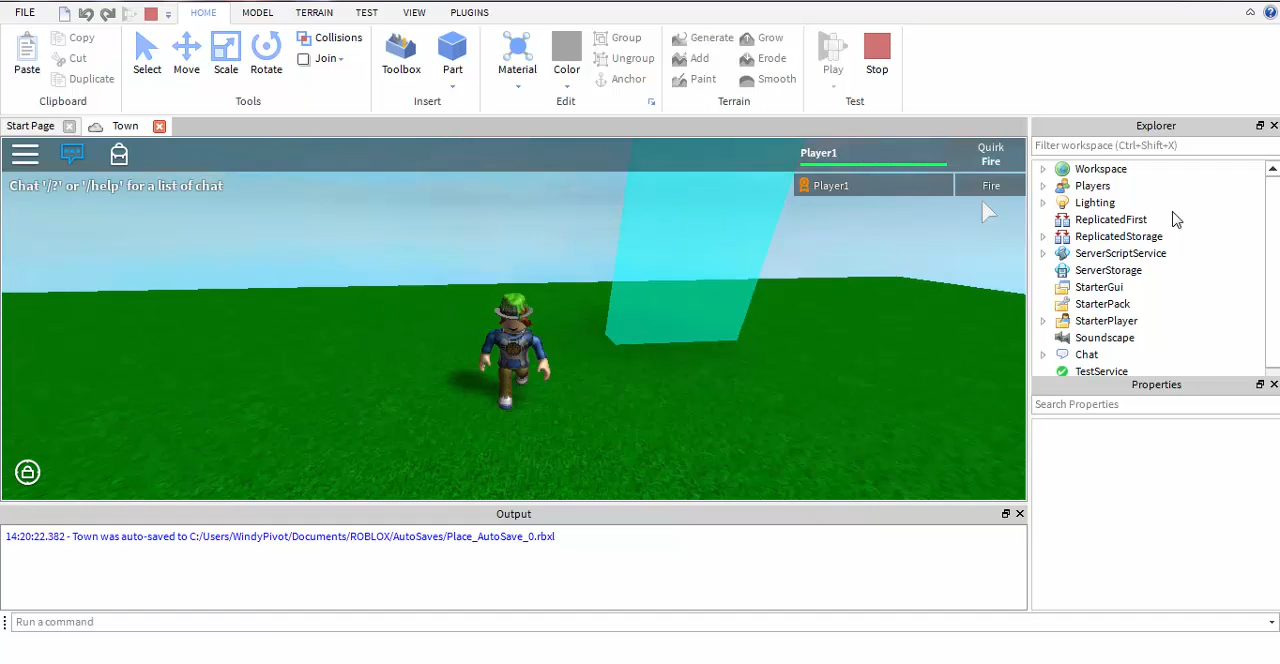 FILE
HOME
MODEL
TERRAIN
TEST
VIEW
PLUGINS
Paste
Copy
Cut
Duplicate
Clipboard
Select
Move
Scale
Rotate
Collisions
Join
Tools
Toolbox
Part
Insert
Material
Color
Group
Ungroup
Anchor
Edit
Generate
Add
Paint
Grow
Erode
Smooth
Terrain
Play
Stop
Test
Start Page
Town
Player1
Quirk
Fire
Chat '/?' or '/help' for a list of chat
Player1
Fire
Explorer
Filter workspace (Ctrl+Shift+X)
Workspace
Players
Lighting
ReplicatedFirst
ReplicatedStorage
ServerScriptService
ServerStorage
StarterGui
StarterPack
StarterPlayer
Soundscape
Chat
TestService
Properties
Search Properties
Output
14:20:22.382 - Town was auto-saved to C:/Users/WindyPivot/Documents/ROBLOX/AutoSaves/Place_AutoSave_0.rbxl
Run a command